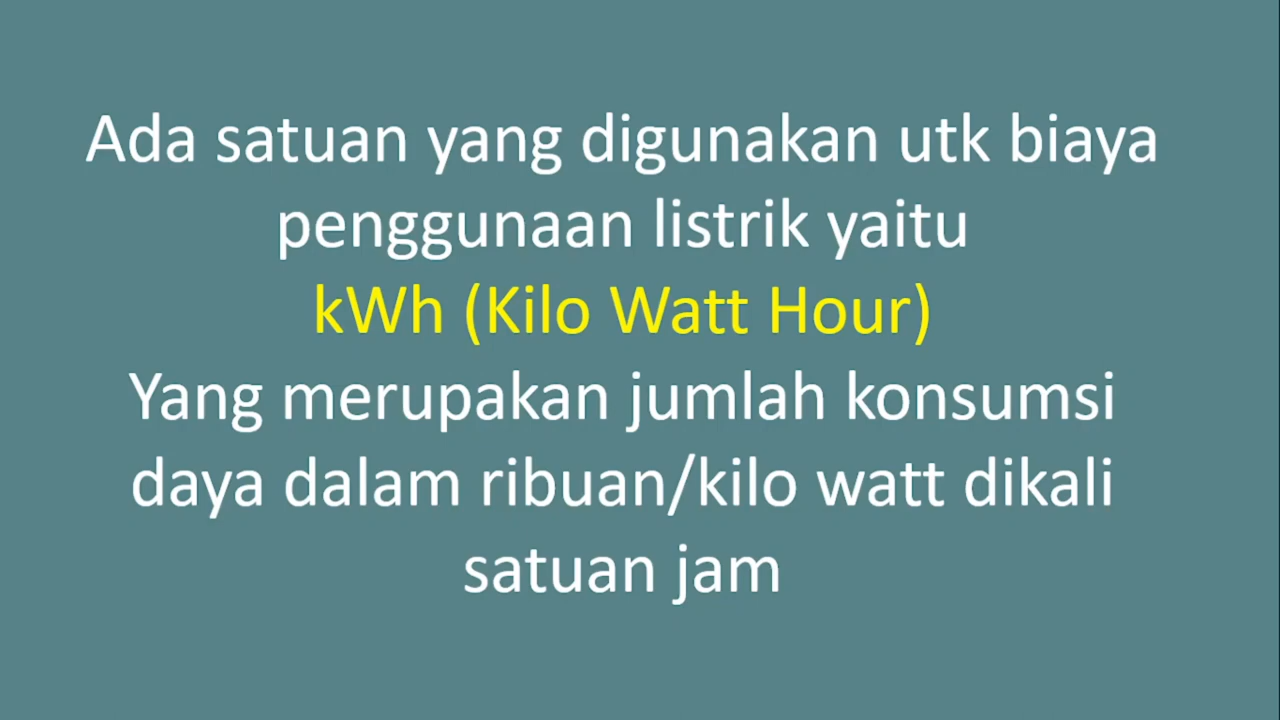 Ada satuan yang digunakan utk biaya
penggunaan listrik yaitu
kWh (Kilo Watt Hour)
Yang merupakan jumlah konsumsi
daya dalam ribuan/kilo watt dikali
satuan jam